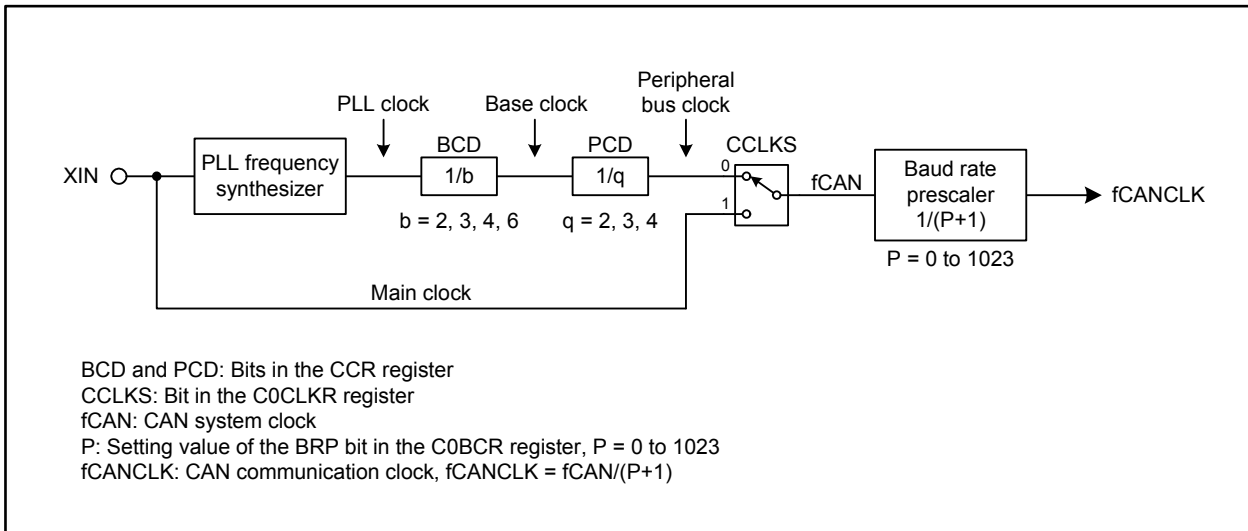 Peripheral
bus clock
PLL clock
Base clock
BCD
PCD
CCLKS
XIN
PLL frequency
synthesizer
1/b
1/q
0
1
fCAN
Baud rate
prescaler
1/(P+1)
fCANCLK
b = 2, 3, 4, 6
q = 2, 3, 4
P = 0 to 1023
Main clock
BCD and PCD: Bits in the CCR register
CCLKS: Bit in the C0CLKR register
fCAN: CAN system clock
P: Setting value of the BRP bit in the C0BCR register, P = 0 to 1023
fCANCLK: CAN communication clock, fCANCLK = fCAN/(P+1)